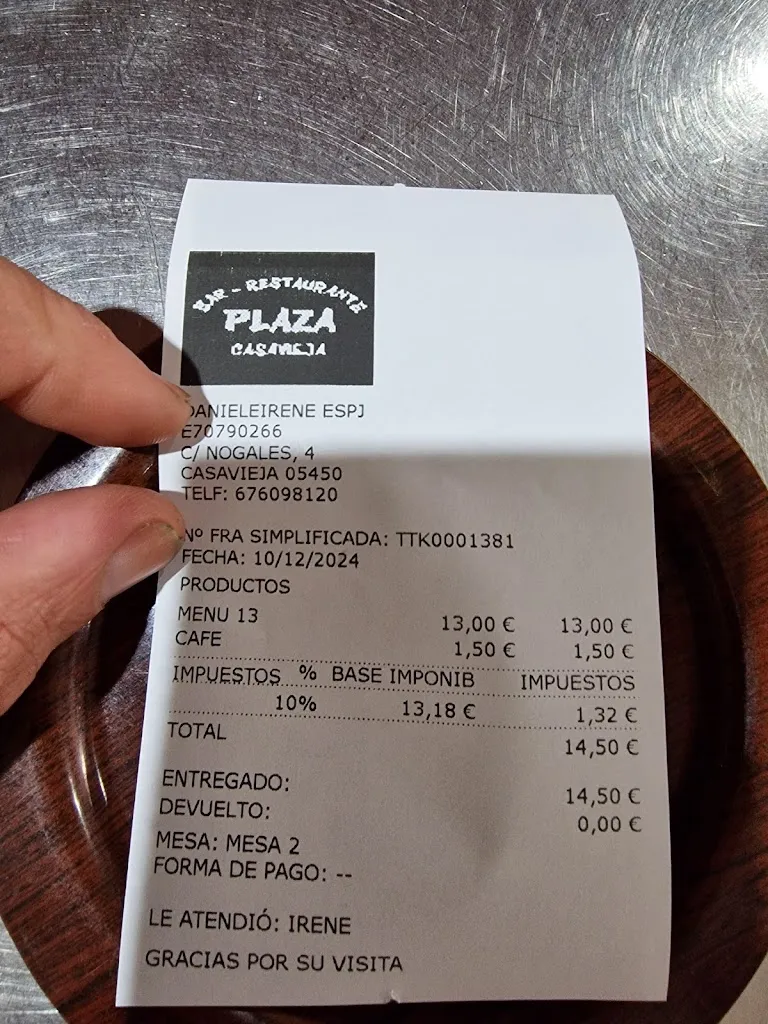 BAR - RESTAURANTE
PLAZA
CASAVIEJA
DANIELEIRENE ESPJ
E70790266
C/ NOGALES, 4
CASAVIEJA 05450
TELF: 676098120
Nº FRA SIMPLIFICADA: TTK0001381
FECHA: 10/12/2024
PRODUCTOS
MENU 13 13,00 € 13,00 €
CAFE 1,50 € 1,50 €
IMPUESTOS % BASE IMPONIB IMPUESTOS
10% 13,18 € 1,32 €
TOTAL 14,50 €
ENTREGADO: 14,50 €
DEVUELTO: 0,00 €
MESA: MESA 2
FORMA DE PAGO: --
LE ATENDIÓ: IRENE
GRACIAS POR SU VISITA